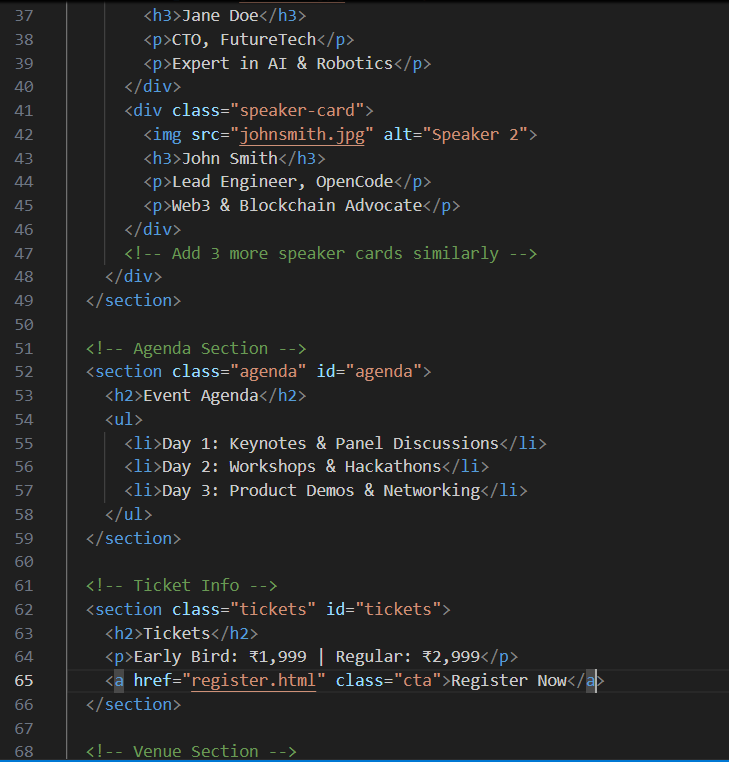 37 <h3>Jane Doe</h3>
38 <p>CTO, FutureTech</p>
39 <p>Expert in AI & Robotics</p>
40 </div>
41 <div class="speaker-card">
42 <img src="johnsmith.jpg" alt="Speaker 2">
43 <h3>John Smith</h3>
44 <p>Lead Engineer, OpenCode</p>
45 <p>Web3 & Blockchain Advocate</p>
46 </div>
47 <!-- Add 3 more speaker cards similarly -->
48 </div>
49 </section>
50
51 <!-- Agenda Section -->
52 <section class="agenda" id="agenda">
53 <h2>Event Agenda</h2>
54 <ul>
55 <li>Day 1: Keynotes & Panel Discussions</li>
56 <li>Day 2: Workshops & Hackathons</li>
57 <li>Day 3: Product Demos & Networking</li>
58 </ul>
59 </section>
60
61 <!-- Ticket Info -->
62 <section class="tickets" id="tickets">
63 <h2>Tickets</h2>
64 <p>Early Bird: ₹1,999 | Regular: ₹2,999</p>
65 <a href="register.html" class="cta">Register Now</a>
66 </section>
67
68 <!-- Venue Section -->